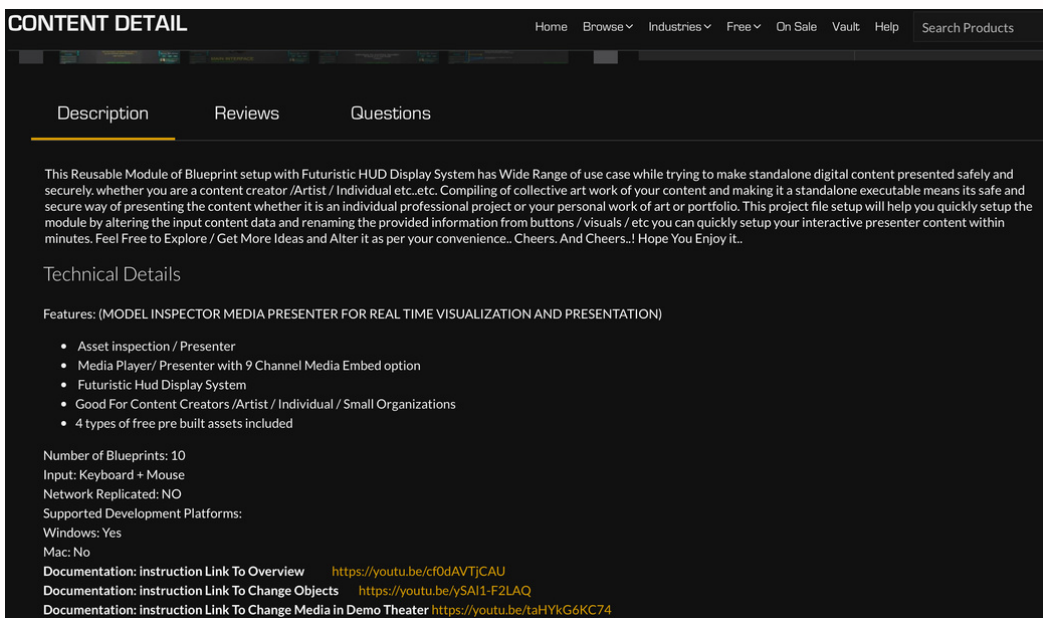 CONTENT DETAIL
Home Browse Industries Free On Sale Vault Help Search Products
Description Reviews Questions
This Reusable Module of Blueprint setup with Futuristic HUD Display System has Wide Range of use case while trying to make standalone digital content presented safely and
securely. whether you are a content creator /Artist / Individual etc..etc. Compiling of collective art work of your content and making it a standalone executable means its safe and
secure way of presenting the content whether it is an individual professional project or your personal work of art or portfolio. This project file setup will help you quickly setup the
module by altering the input content data and renaming the provided information from buttons / visuals / etc you can quickly setup your interactive presenter content within
minutes. Feel Free to Explore / Get More Ideas and Alter it as per your convenience.. Cheers. And Cheers..! Hope You Enjoy it..
Technical Details
Features: (MODEL INSPECTOR MEDIA PRESENTER FOR REAL TIME VISUALIZATION AND PRESENTATION)
• Asset inspection / Presenter
• Media Player/ Presenter with 9 Channel Media Embed option
• Futuristic Hud Display System
• Good For Content Creators /Artist / Individual / Small Organizations
• 4 types of free pre built assets included
Number of Blueprints: 10
Input: Keyboard + Mouse
Network Replicated: NO
Supported Development Platforms:
Windows: Yes
Mac: No
Documentation: instruction Link To Overview https://youtu.be/cf0dAVTjCAU
Documentation: instruction Link To Change Objects https://youtu.be/ySAI1-F2LAQ
Documentation: instruction Link To Change Media in Demo Theater https://youtu.be/taHYkG6KC74